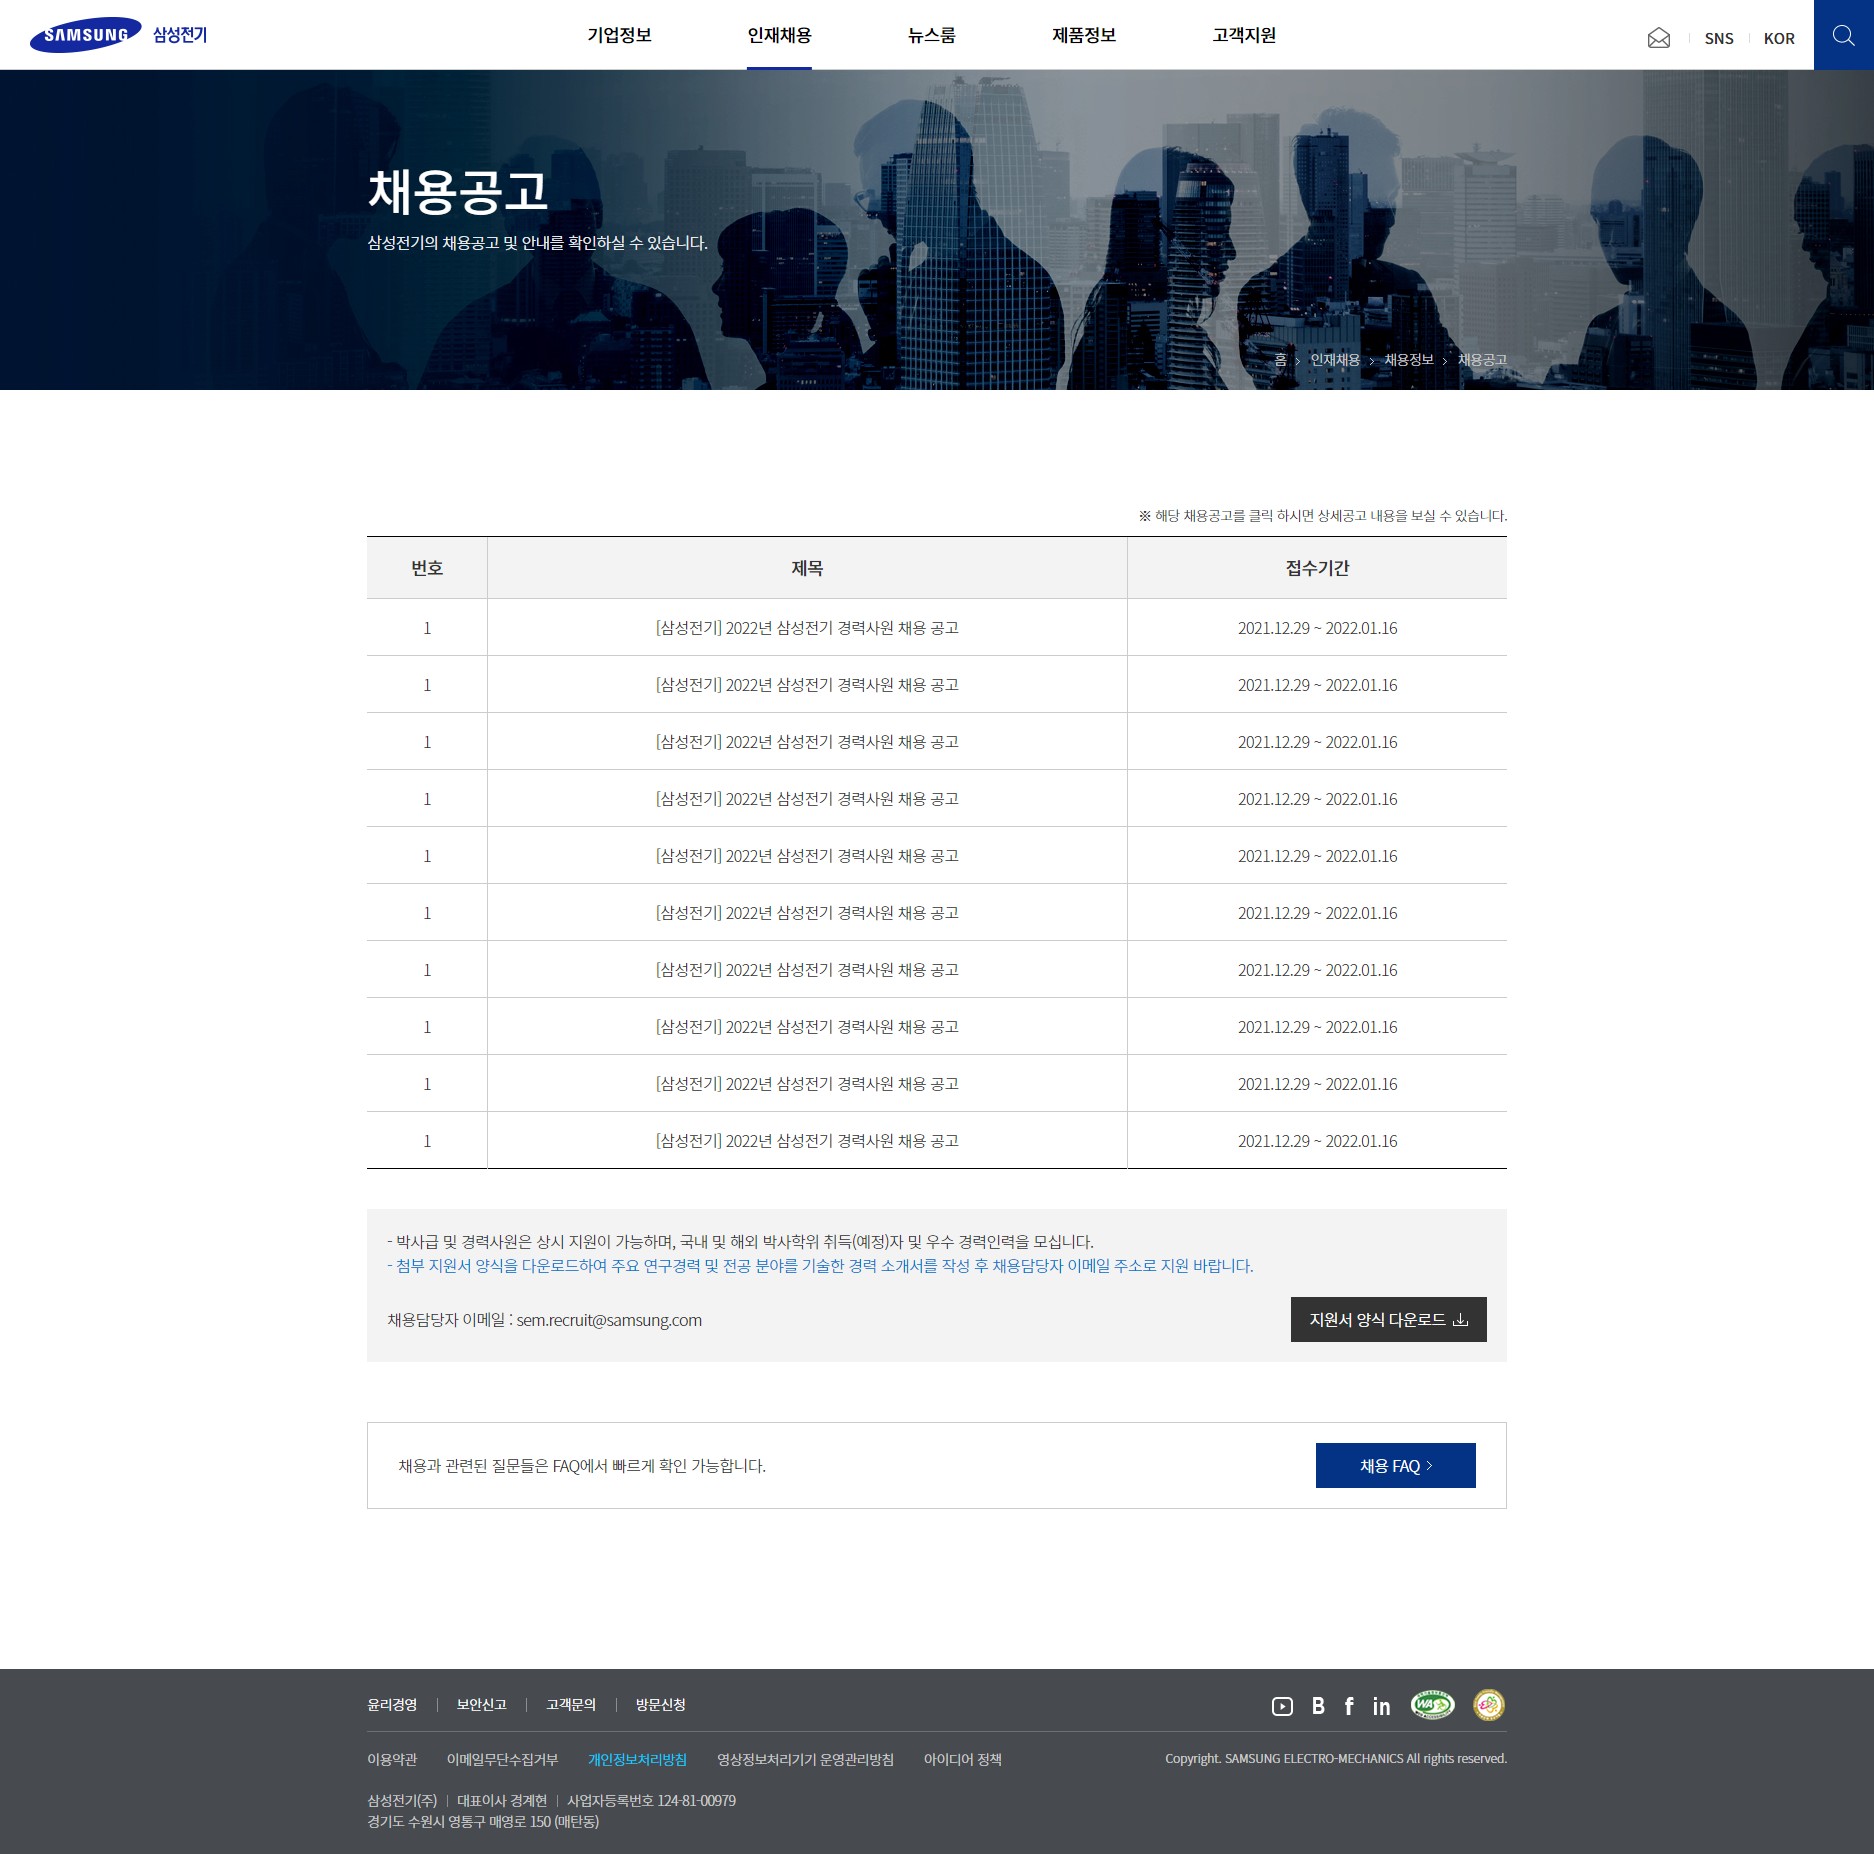 SAMSUNG 삼성전기
기업정보 인재채용 뉴스룸 제품정보 고객지원
SNS KOR
채용공고
삼성전기의 채용공고 및 안내를 확인하실 수 있습니다.
홈 > 인재채용 > 채용정보 > 채용공고
※ 해당 채용공고를 클릭 하시면 상세공고 내용을 보실 수 있습니다.
번호 제목 접수기간
1 [삼성전기] 2022년 삼성전기 경력사원 채용 공고 2021.12.29 ~ 2022.01.16
1 [삼성전기] 2022년 삼성전기 경력사원 채용 공고 2021.12.29 ~ 2022.01.16
1 [삼성전기] 2022년 삼성전기 경력사원 채용 공고 2021.12.29 ~ 2022.01.16
1 [삼성전기] 2022년 삼성전기 경력사원 채용 공고 2021.12.29 ~ 2022.01.16
1 [삼성전기] 2022년 삼성전기 경력사원 채용 공고 2021.12.29 ~ 2022.01.16
1 [삼성전기] 2022년 삼성전기 경력사원 채용 공고 2021.12.29 ~ 2022.01.16
1 [삼성전기] 2022년 삼성전기 경력사원 채용 공고 2021.12.29 ~ 2022.01.16
1 [삼성전기] 2022년 삼성전기 경력사원 채용 공고 2021.12.29 ~ 2022.01.16
1 [삼성전기] 2022년 삼성전기 경력사원 채용 공고 2021.12.29 ~ 2022.01.16
1 [삼성전기] 2022년 삼성전기 경력사원 채용 공고 2021.12.29 ~ 2022.01.16
- 박사급 및 경력사원은 상시 지원이 가능하며, 국내 및 해외 박사학위 취득(예정)자 및 우수 경력인력을 모십니다.
- 첨부 지원서 양식을 다운로드하여 주요 연구경력 및 전공 분야를 기술한 경력 소개서를 작성 후 채용담당자 이메일 주소로 지원 바랍니다.
채용담당자 이메일 : sem.recruit@samsung.com 지원서 양식 다운로드
채용과 관련된 질문들은 FAQ에서 빠르게 확인 가능합니다. 채용 FAQ >
윤리경영 | 보안신고 | 고객문의 | 방문신청 B f in WA
이용약관 이메일무단수집거부 개인정보처리방침 영상정보처리기기 운영관리방침 아이디어 정책 Copyright. SAMSUNG ELECTRO-MECHANICS All rights reserved.
삼성전기(주) | 대표이사 경계현 | 사업자등록번호 124-81-00979
경기도 수원시 영통구 매영로 150 (매탄동)